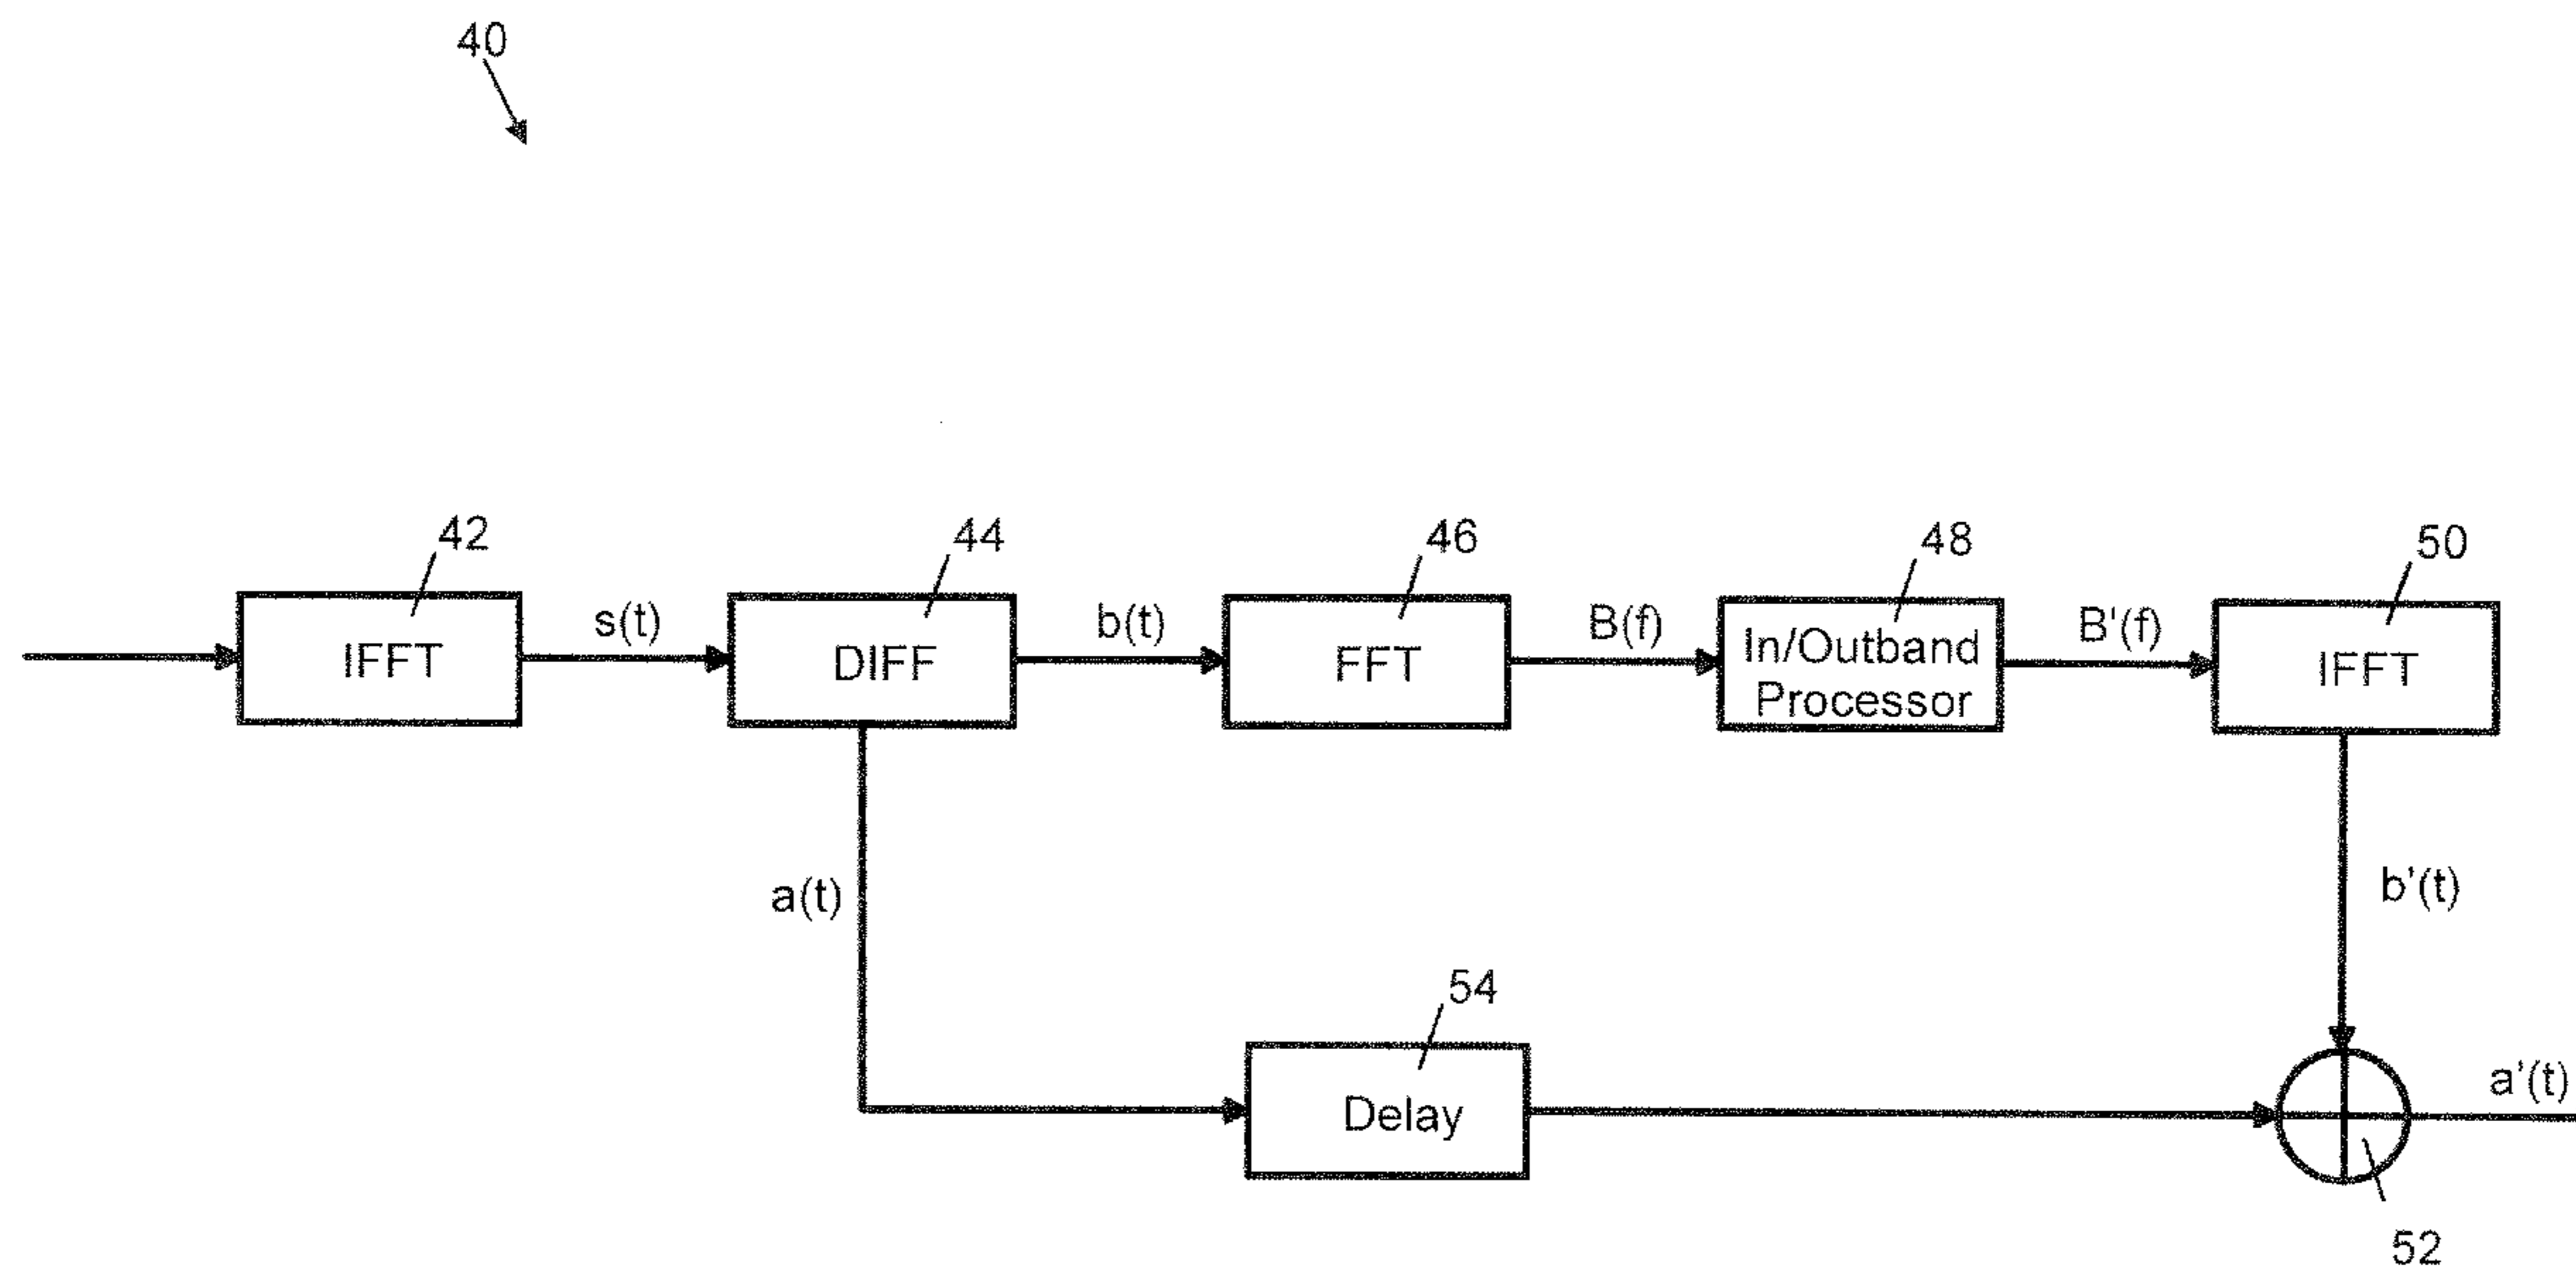 40
42
44
46
48
50
IFFT
s(t)
DIFF
b(t)
FFT
B(f)
In/Outband
Processor
B'(f)
IFFT
a(t)
b'(t)
54
Delay
a'(t)
52